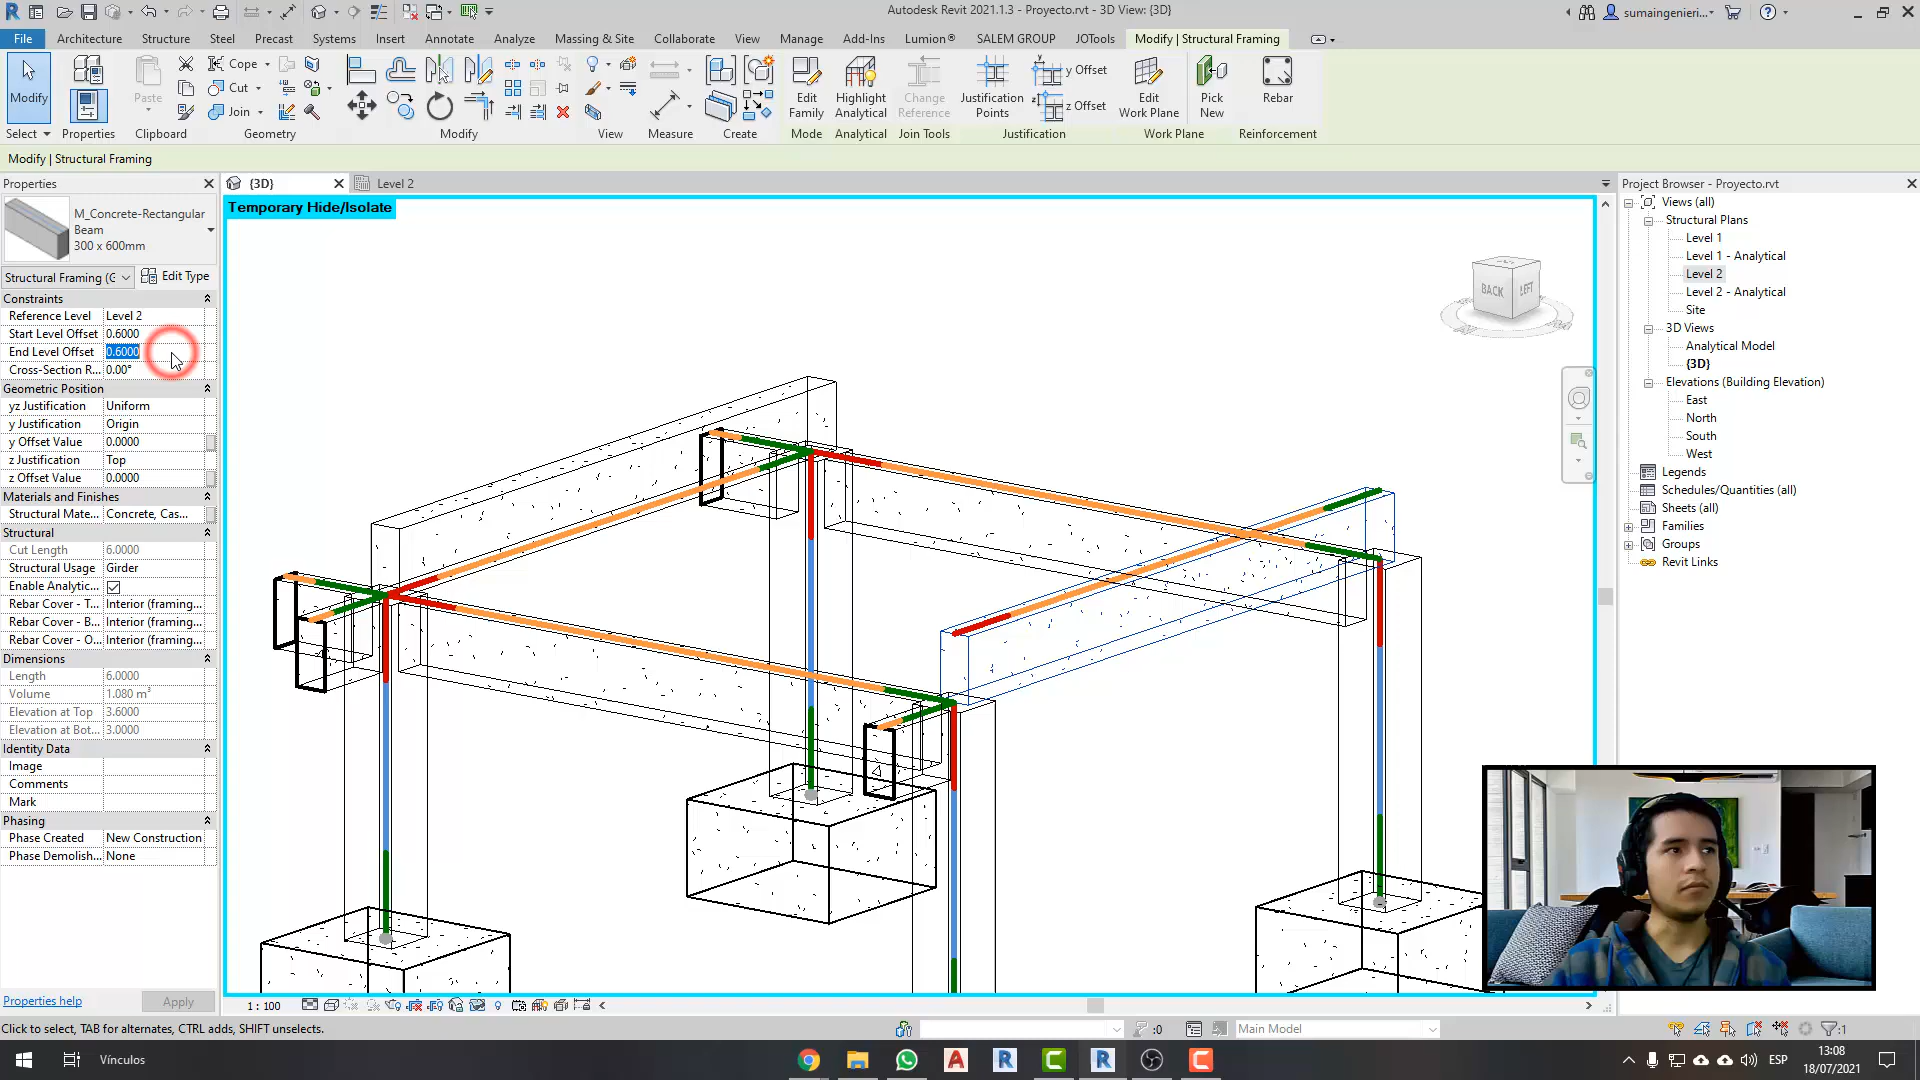 Autodesk Revit 2021.1.3 - Proyecto.rvt - 3D View: {3D}
sumaingenieri...
File Architecture Structure Steel Precast Systems Insert Annotate Analyze Massing & Site Collaborate View Manage Add-Ins Lumion® SALEM GROUP JOTools Modify | Structural Framing
Modify
Paste
Cope
Cut
Join
Edit Family
Highlight Analytical
Change Reference
Justification Points
y Offset
z Offset
Edit Work Plane
Pick New
Rebar
Select Properties Clipboard Geometry Modify View Measure Create Mode Analytical Join Tools Justification Work Plane Reinforcement
Modify | Structural Framing
Properties
M_Concrete-Rectangular
Beam
300 x 600mm
Structural Framing (G
Edit Type
Constraints
Reference Level Level 2
Start Level Offset 0.6000
End Level Offset 0.6000
Cross-Section R... 0.00°
Geometric Position
yz Justification Uniform
y Justification Origin
y Offset Value 0.0000
z Justification Top
z Offset Value 0.0000
Materials and Finishes
Structural Mate... Concrete, Cas...
Structural
Cut Length 6.0000
Structural Usage Girder
Enable Analytic...
Rebar Cover - T... Interior (framing...
Rebar Cover - B... Interior (framing...
Rebar Cover - O... Interior (framing...
Dimensions
Length 6.0000
Volume 1.080 m³
Elevation at Top 3.6000
Elevation at Bot... 3.0000
Identity Data
Image
Comments
Mark
Phasing
Phase Created New Construction
Phase Demolish... None
Properties help
Apply
{3D}
Level 2
Temporary Hide/Isolate
BACK
LEFT
1 : 100
Project Browser - Proyecto.rvt
Views (all)
Structural Plans
Level 1
Level 1 - Analytical
Level 2
Level 2 - Analytical
Site
3D Views
Analytical Model
{3D}
Elevations (Building Elevation)
East
North
South
West
Legends
Schedules/Quantities (all)
Sheets (all)
Families
Groups
Revit Links
Click to select, TAB for alternates, CTRL adds, SHIFT unselects.
:0
Main Model
:1
Vínculos
ESP
13:08
18/07/2021